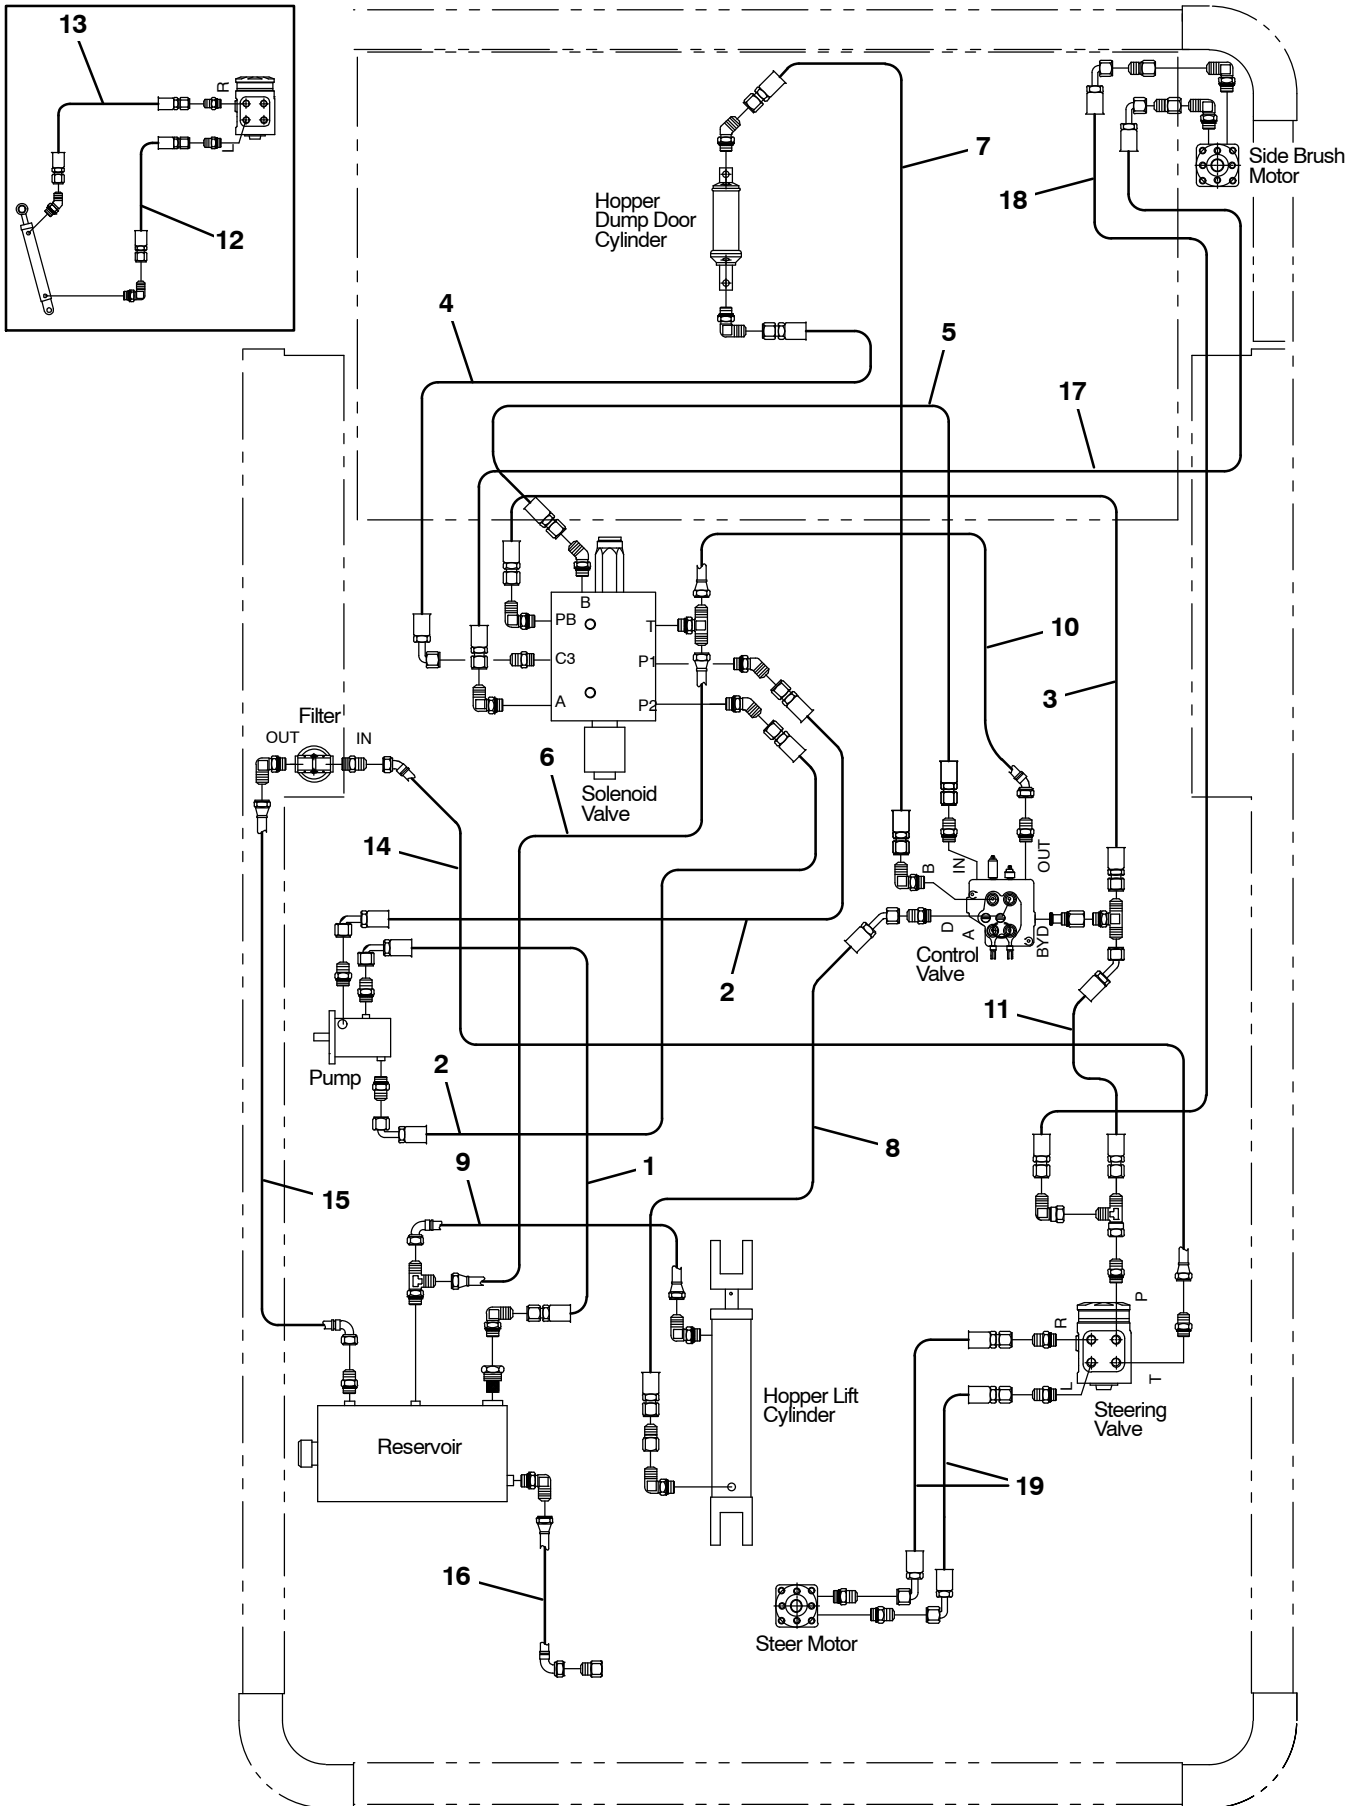 13
R
L
12
7
18
Side Brush
Motor
Hopper
Dump Door
Cylinder
4
5
17
B
PB
T
C3
P1
A
P2
10
3
Filter
OUT
IN
6
Solenoid
Valve
14
B
IN
OUT
D
A
BYD
Control
Valve
2
11
Pump
2
8
9
1
15
P
R
L
T
Hopper Lift
Cylinder
Steering
Valve
Reservoir
19
16
Steer Motor